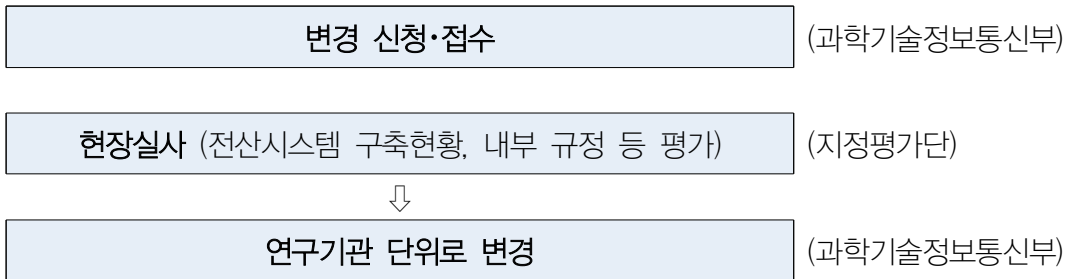 변경 신청·접수 (과학기술정보통신부)
현장실사 (전산시스템 구축현황, 내부 규정 등 평가) (지정평가단)
⇩
연구기관 단위로 변경 (과학기술정보통신부)